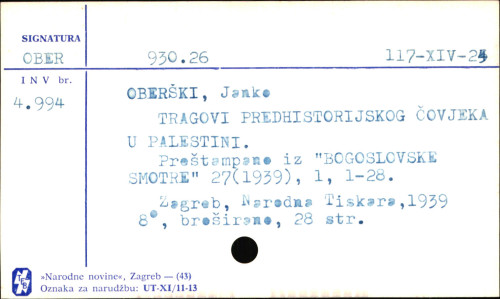 SIGNATURA
OBER 930.26 117-XIV-24
I N V br.
4.994
OBERŠKI, Janko
TRAGOVI PREDHISTORIJSKOG ČOVJEKA
U PALESTINI.
Preštampano iz "BOGOSLOVSKE
SMOTRE" 27(1939), 1, 1-28.
Zagreb, Narodna Tiskara,1939
8°, broširano, 28 str.
»Narodne novine«, Zagreb — (43)
Oznaka za narudžbu: UT-XI/11-13